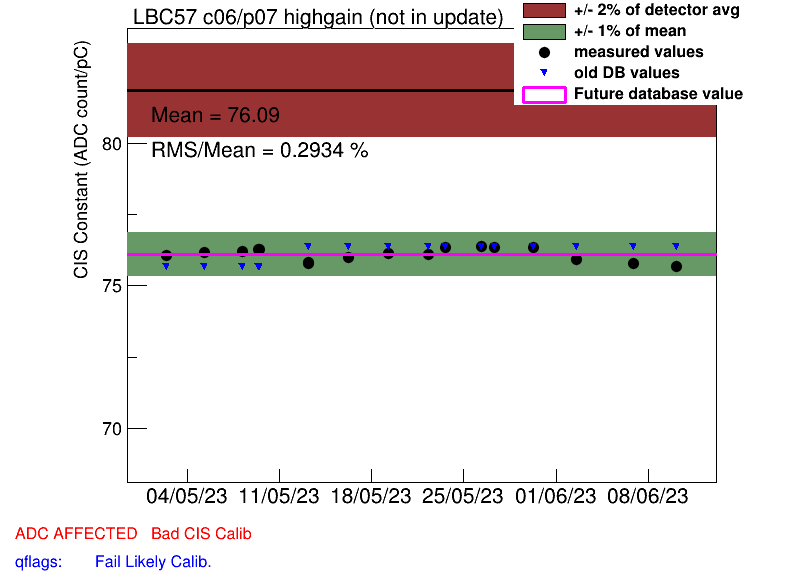 LBC57 c06/p07 highgain (not in update)
+/- 2% of detector avg
+/- 1% of mean
measured values
old DB values
Future database value
CIS Constant (ADC count/pC)
Mean = 76.09
RMS/Mean = 0.2934 %
80
75
70
04/05/23 11/05/23 18/05/23 25/05/23 01/06/23 08/06/23
ADC AFFECTED Bad CIS Calib
qflags: Fail Likely Calib.